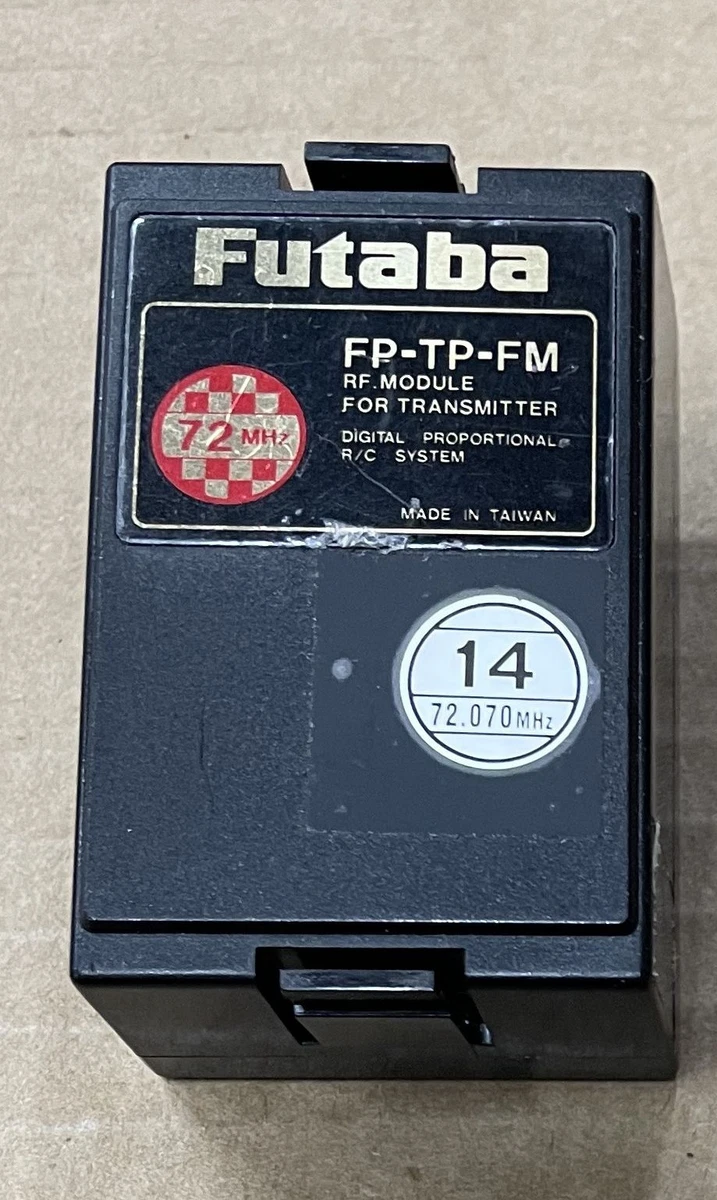 Futaba
FP-TP-FM
RF. MODULE
FOR TRANSMITTER
72 MHz
DIGITAL PROPORTIONAL
R/C SYSTEM
MADE IN TAIWAN
14
72.070MHz